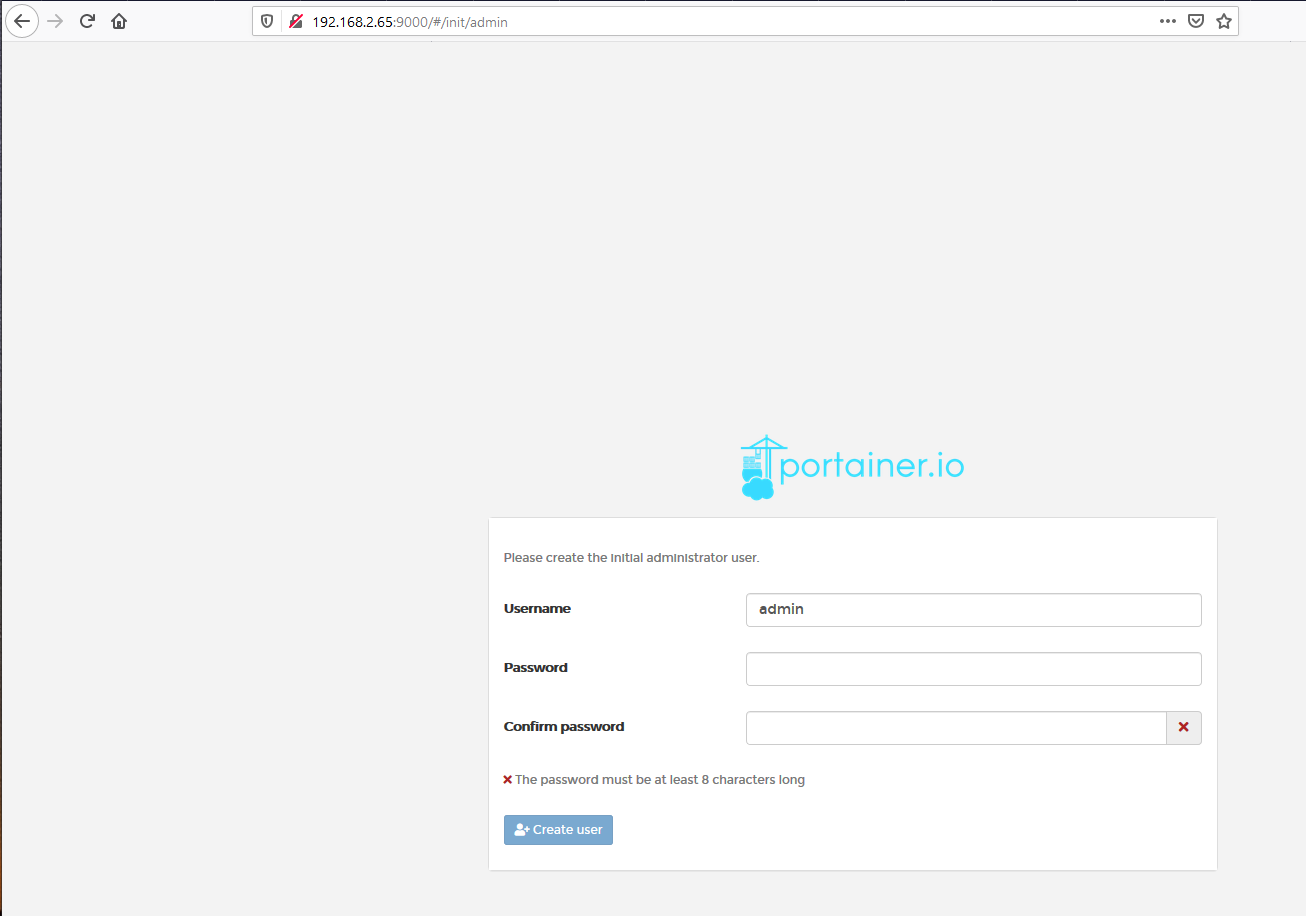 192.168.2.65:9000/#/init/admin
portainer.io
Please create the initial administrator user.
Username
admin
Password
Confirm password
The password must be at least 8 characters long
Create user